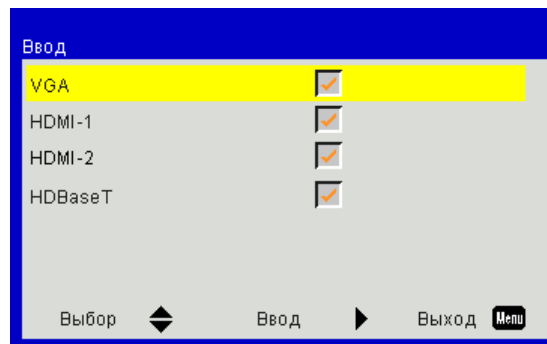 Ввод
VGA
HDMI-1
HDMI-2
HDBaseT
Выбор Ввод Выход Menu